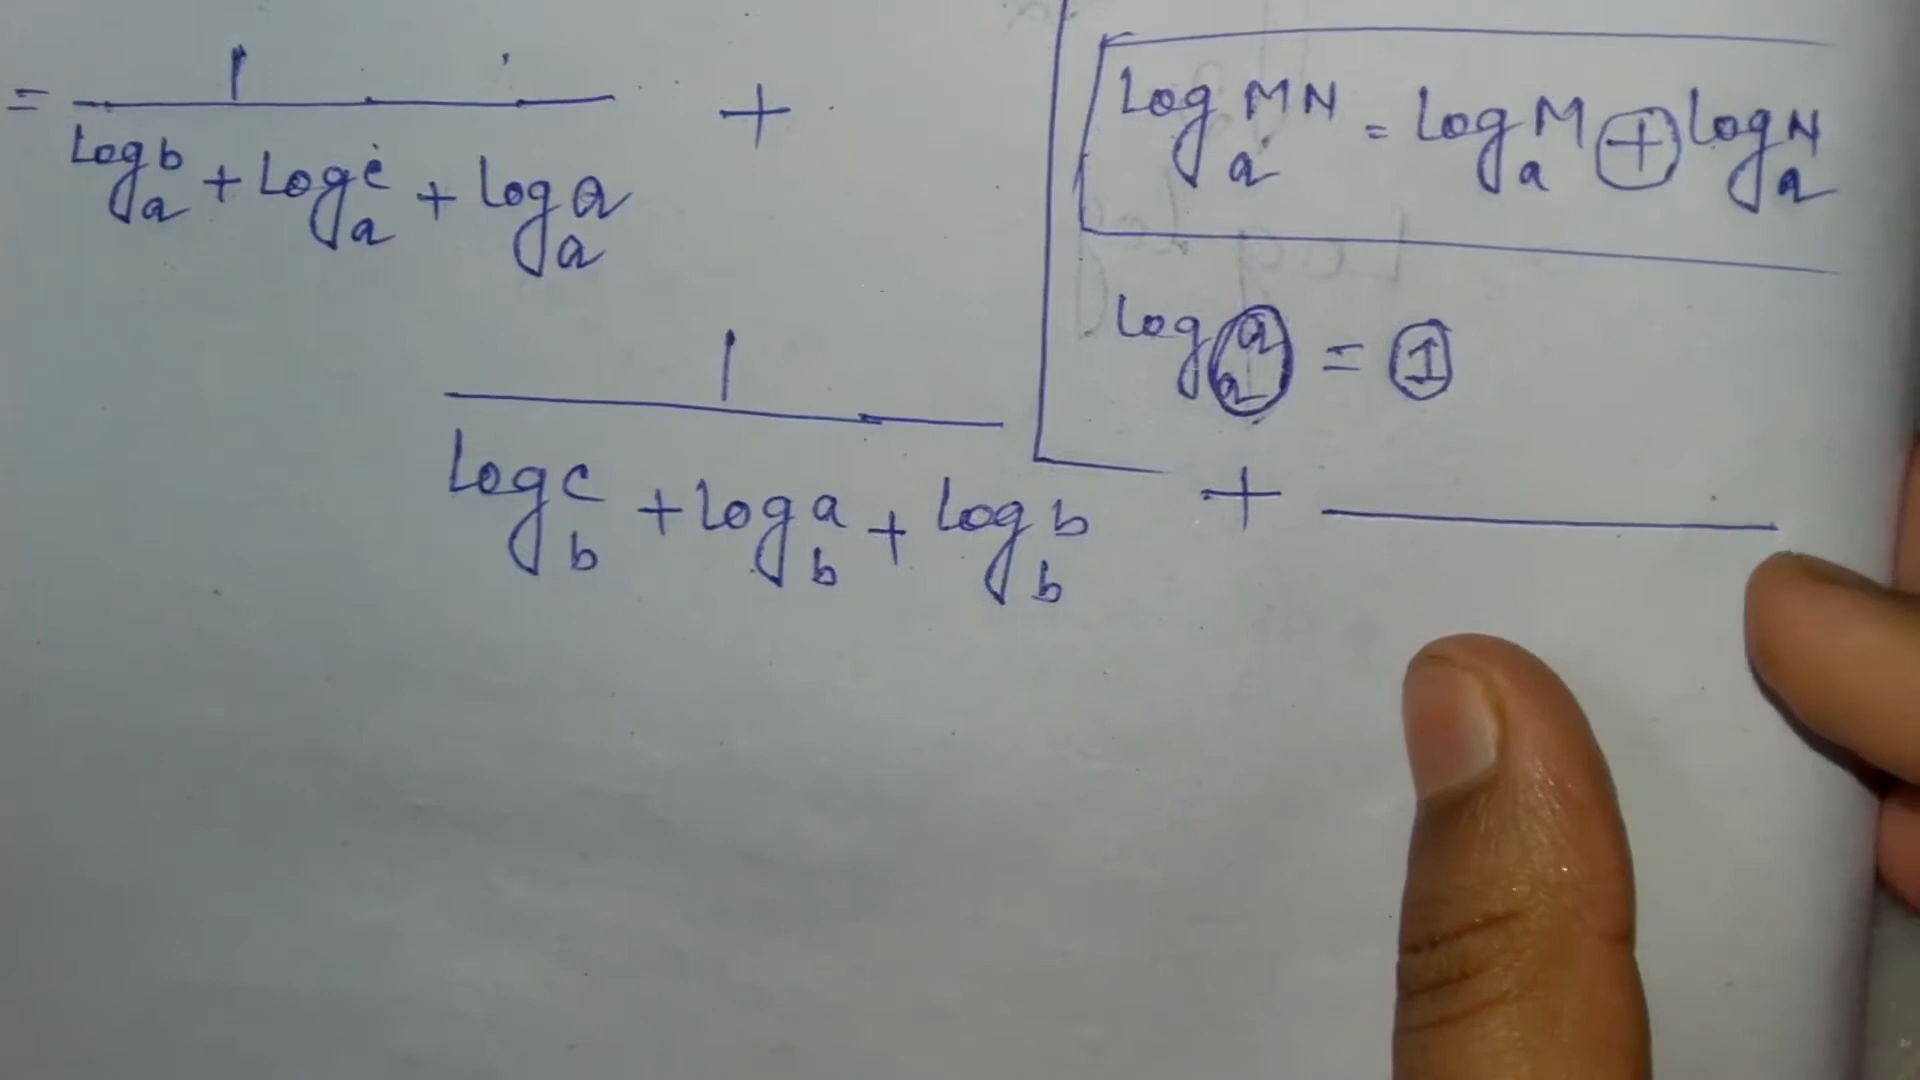 = 1 / (log_a b + log_a c + log_a a) +
1 / (log_b c + log_b a + log_b b) + ―
log_a MN = log_a M + log_a N
log_a a = 1